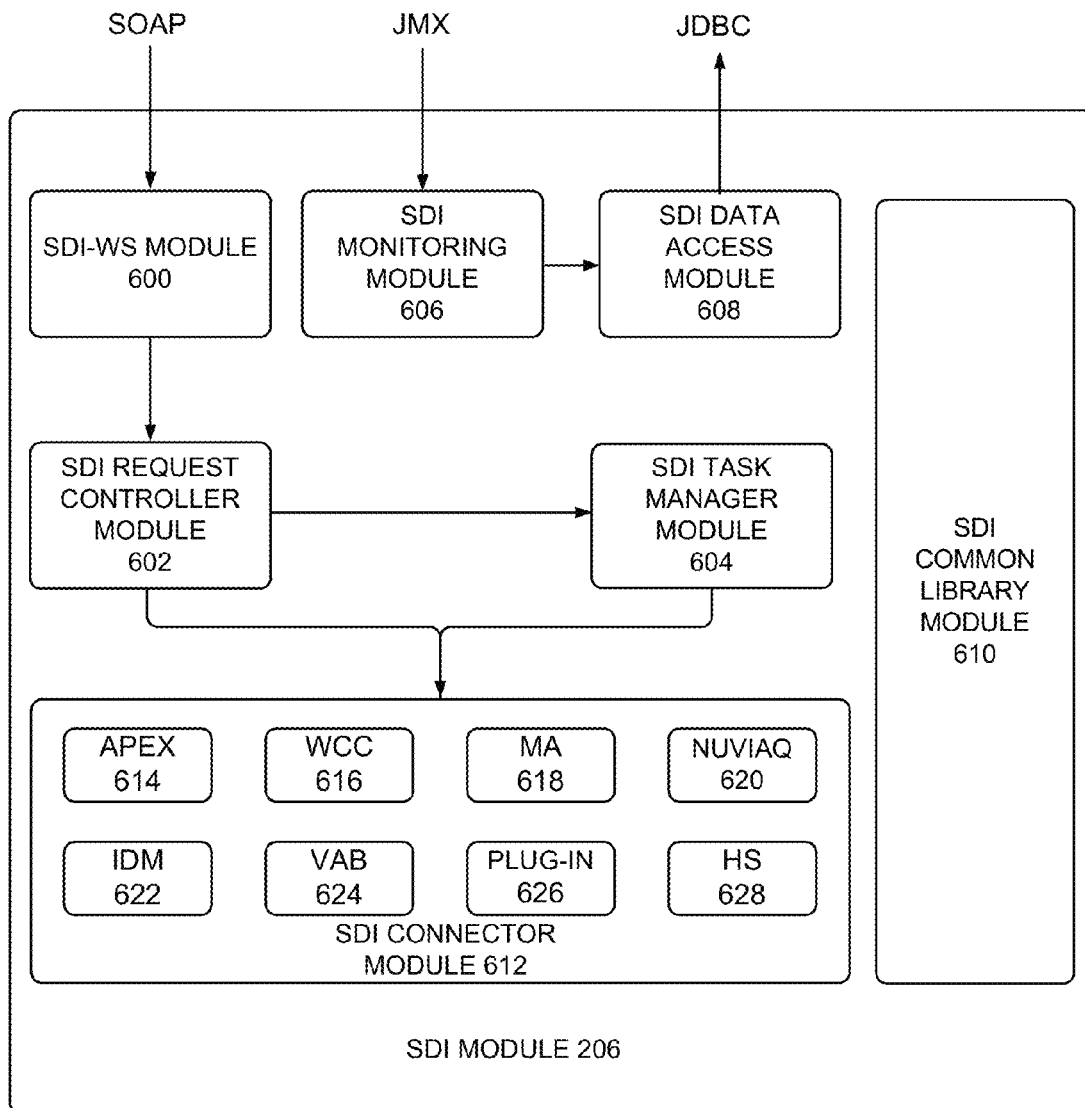 SOAP
JMX
JDBC
SDI-WS MODULE
600
SDI
MONITORING
MODULE
606
SDI DATA
ACCESS
MODULE
608
SDI REQUEST
CONTROLLER
MODULE
602
SDI TASK
MANAGER
MODULE
604
SDI
COMMON
LIBRARY
MODULE
610
APEX
614
WCC
616
MA
618
NUVIAQ
620
IDM
622
VAB
624
PLUG-IN
626
HS
628
SDI CONNECTOR
MODULE 612
SDI MODULE 206